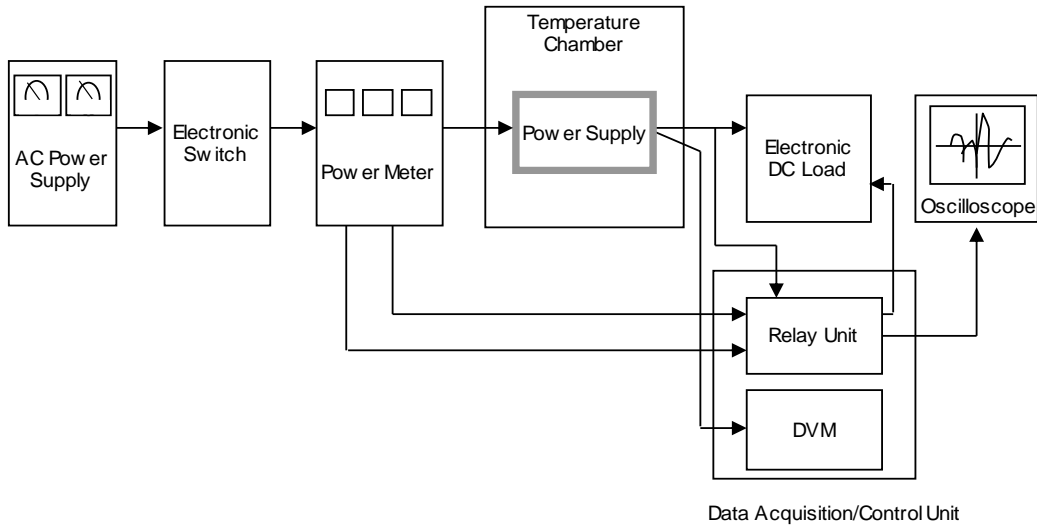 Temperature
Chamber
AC Power
Supply
Electronic
Switch
Power Meter
Power Supply
Electronic
DC Load
Oscilloscope
Relay Unit
DVM
Data Acquisition/Control Unit